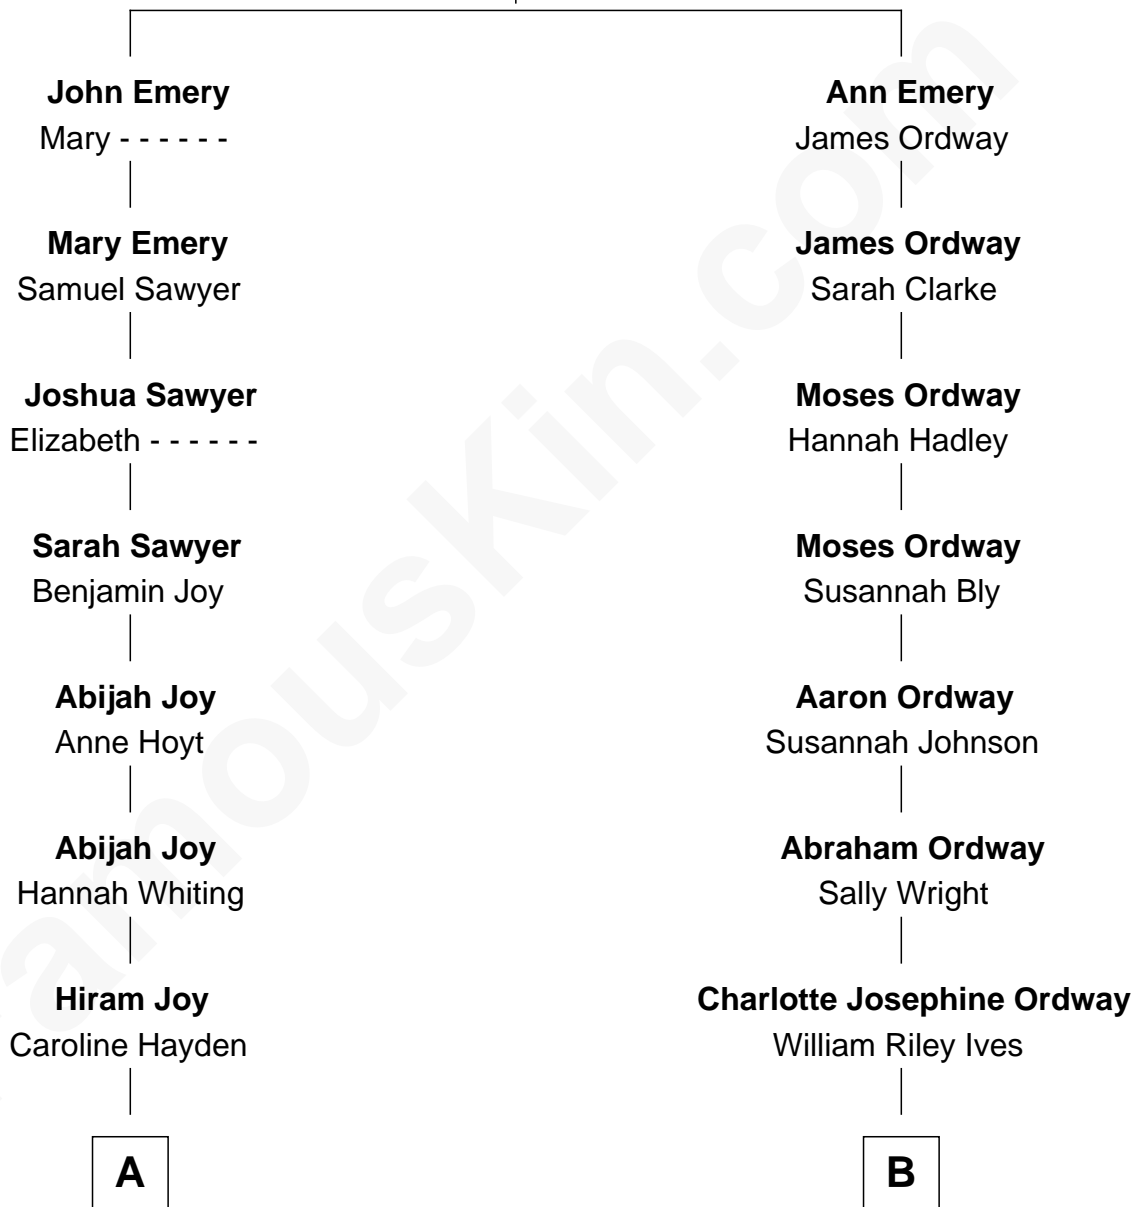 John Emery
Mary - - - - - -
Ann Emery
James Ordway
Mary Emery
Samuel Sawyer
James Ordway
Sarah Clarke
Joshua Sawyer
Elizabeth - - - - - -
Moses Ordway
Hannah Hadley
Sarah Sawyer
Benjamin Joy
Moses Ordway
Susannah Bly
Abijah Joy
Anne Hoyt
Aaron Ordway
Susannah Johnson
Abijah Joy
Hannah Whiting
Abraham Ordway
Sally Wright
Hiram Joy
Caroline Hayden
Charlotte Josephine Ordway
William Riley Ives
A
B
amouskin.com